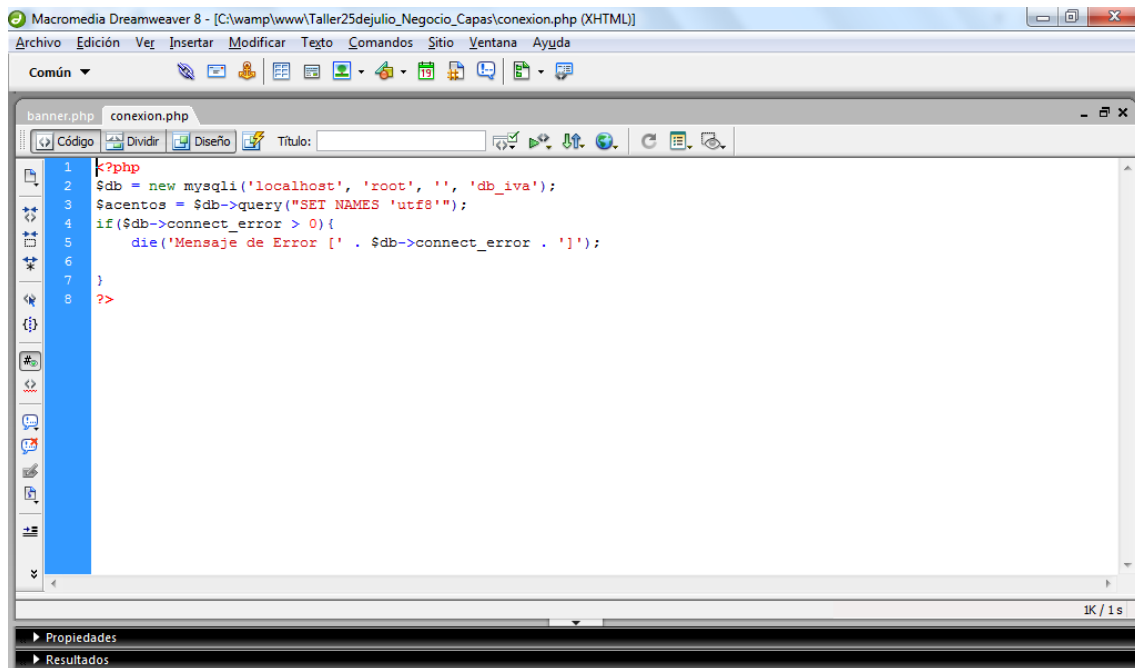 Macromedia Dreamweaver 8 - [C:\wamp\www\Taller25dejulio_Negocio_Capas\conexion.php (XHTML)]
Archivo Edición Ver Insertar Modificar Texto Comandos Sitio Ventana Ayuda
Común
19
banner.php conexion.php
Código Dividir Diseño Título:
1 <?php
2 $db = new mysqli('localhost', 'root', '', 'db_iva');
3 $acentos = $db->query("SET NAMES 'utf8'");
4 if($db->connect_error > 0){
5 die('Mensaje de Error [' . $db->connect_error . ']');
6
7 }
8 ?>
1K / 1 s
Propiedades
Resultados